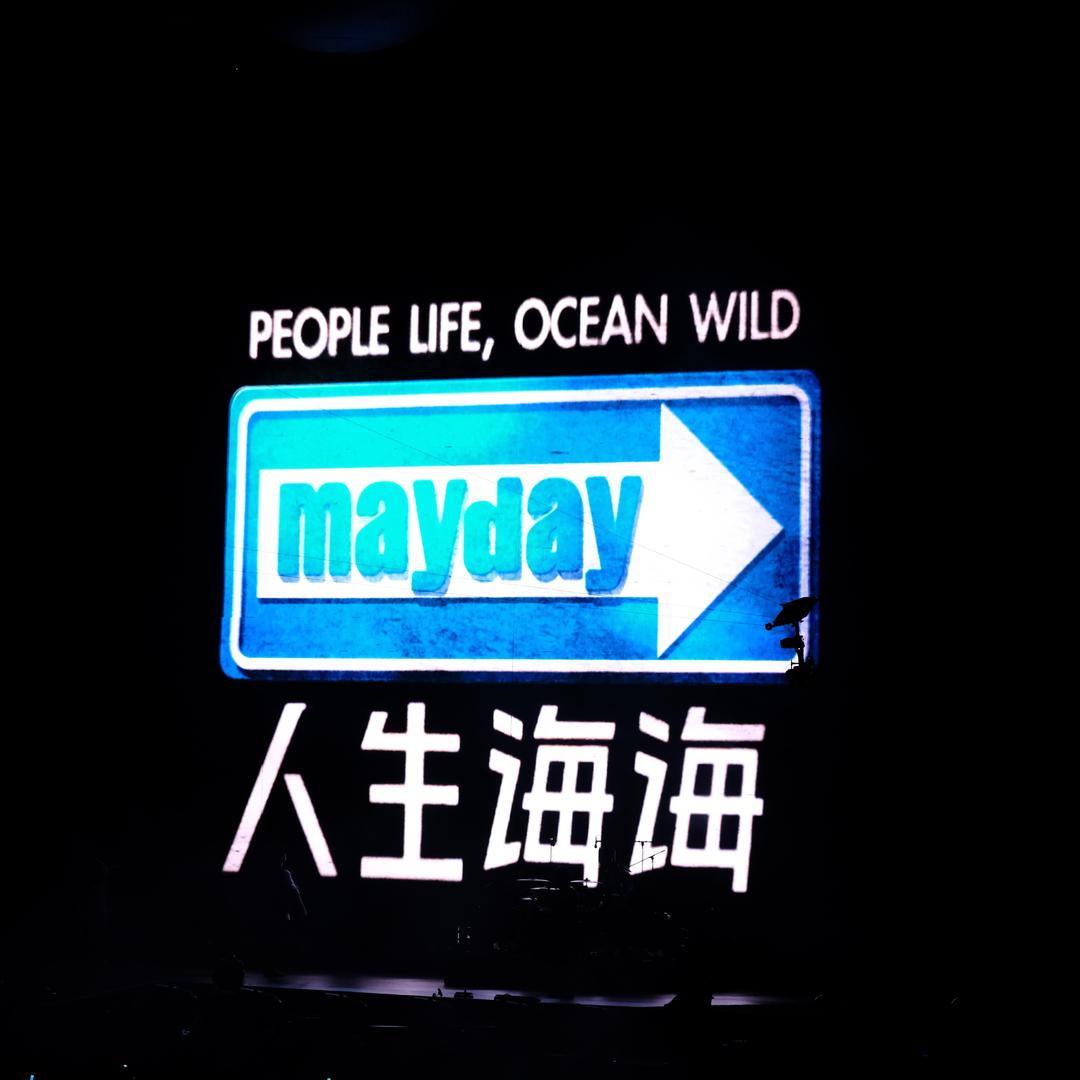 PEOPLE LIFE, OCEAN WILD
mayday
人生海海